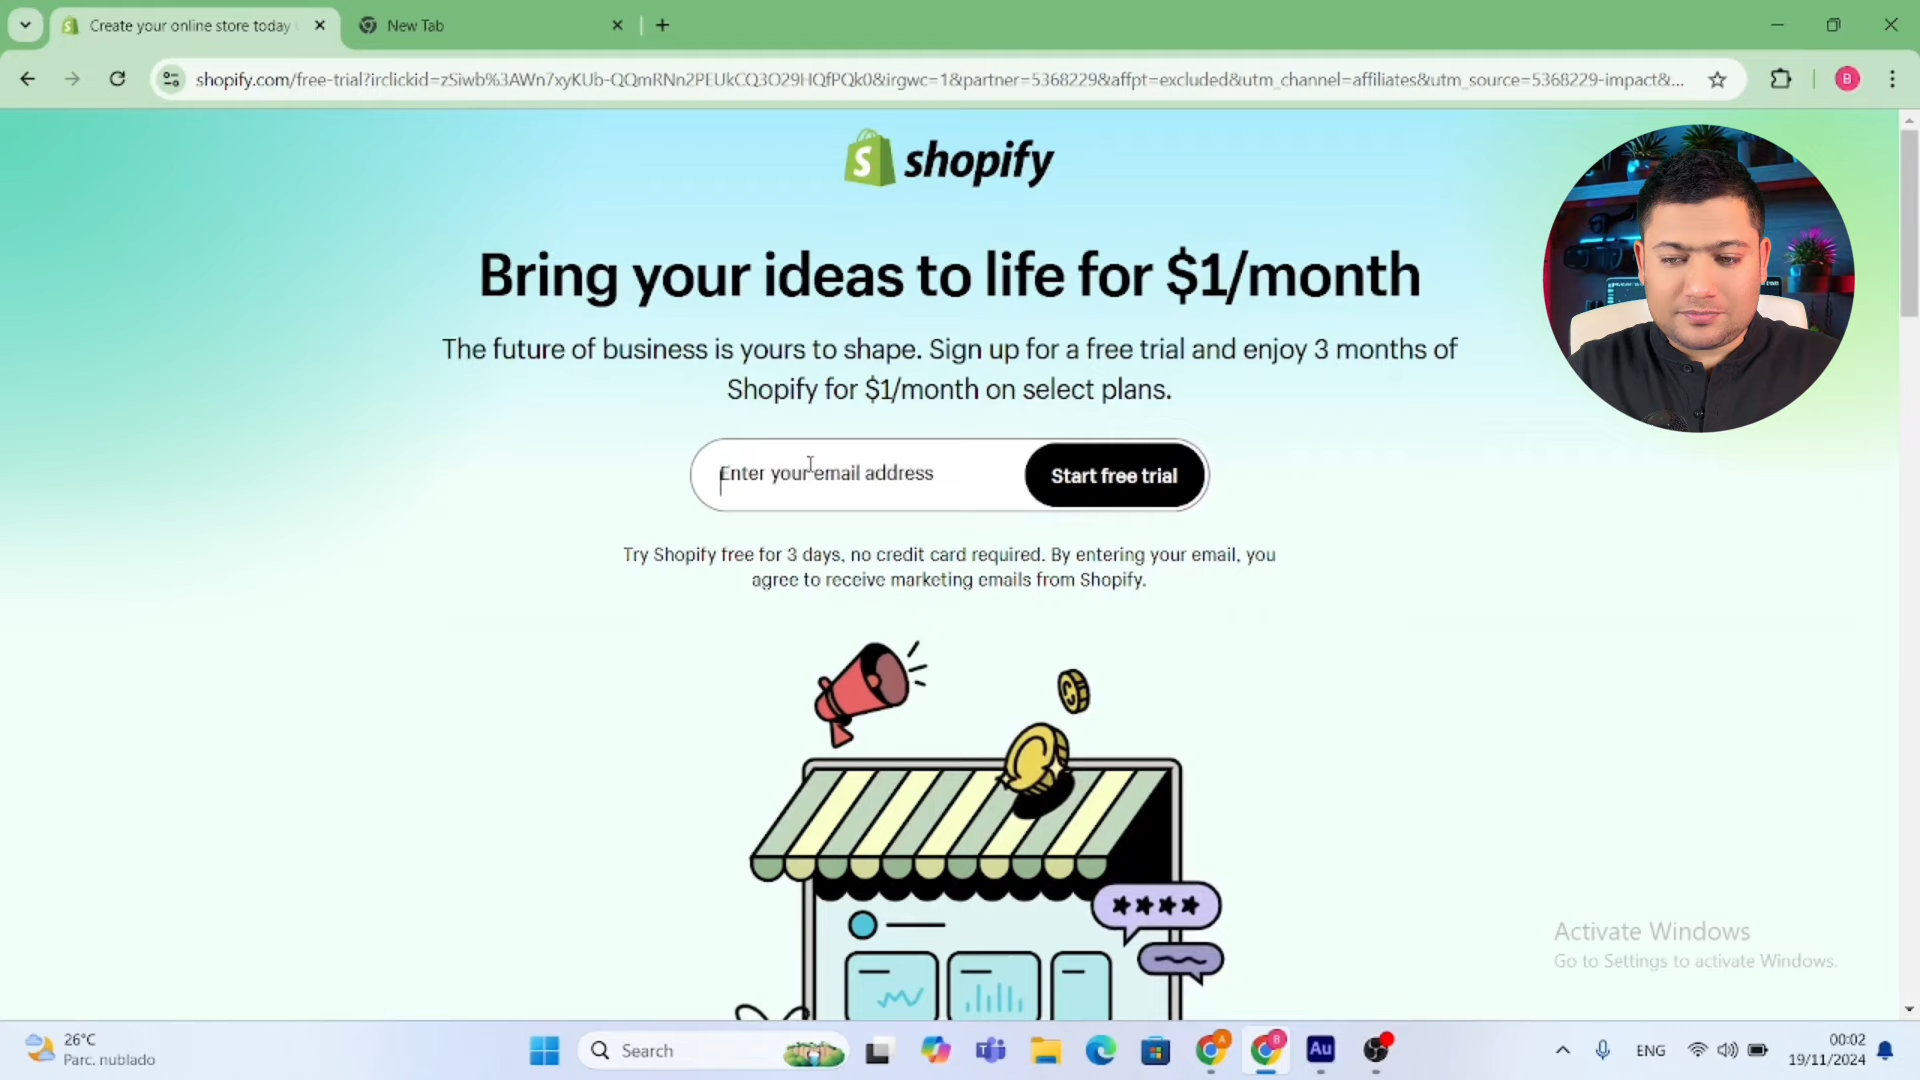 Create your online store today
New Tab
shopify.com/free-trial?irclickid=zSiwb%3AWn7xyKUb-QQmRNn2PEUkCQ3O29HQfPQk0&irgwc=1&partner=5368229&affpt=excluded&utm_channel=affiliates&utm_source=5368229-impact&...
B
shopify
Bring your ideas to life for $1/month
The future of business is yours to shape. Sign up for a free trial and enjoy 3 months of
Shopify for $1/month on select plans.
Enter your email address
Start free trial
Try Shopify free for 3 days, no credit card required. By entering your email, you
agree to receive marketing emails from Shopify.
Activate Windows
Go to Settings to activate Windows.
26°C
Parc. nublado
Search
A
B
Au
ENG
00:02
19/11/2024